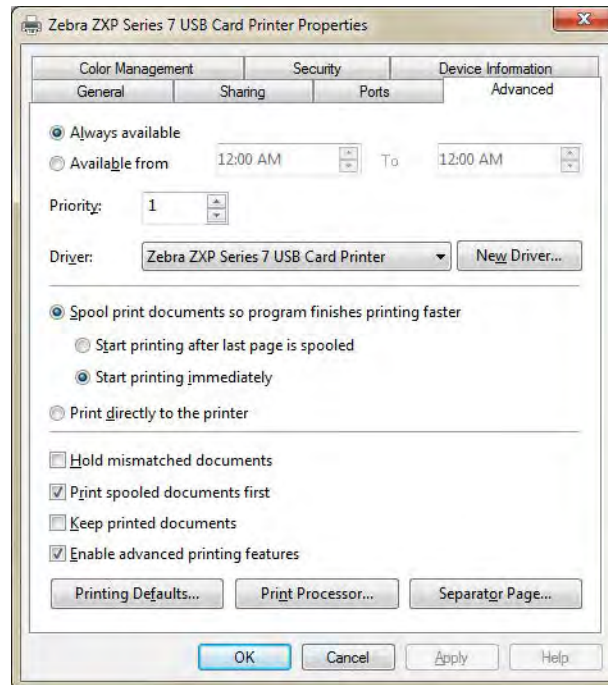 Zebra ZXP Series 7 USB Card Printer Properties
Color Management Security Device Information
General Sharing Ports Advanced
Always available
Available from 12:00 AM To 12:00 AM
Priority: 1
Driver: Zebra ZXP Series 7 USB Card Printer New Driver...
Spool print documents so program finishes printing faster
Start printing after last page is spooled
Start printing immediately
Print directly to the printer
Hold mismatched documents
Print spooled documents first
Keep printed documents
Enable advanced printing features
Printing Defaults... Print Processor... Separator Page...
OK Cancel Apply Help